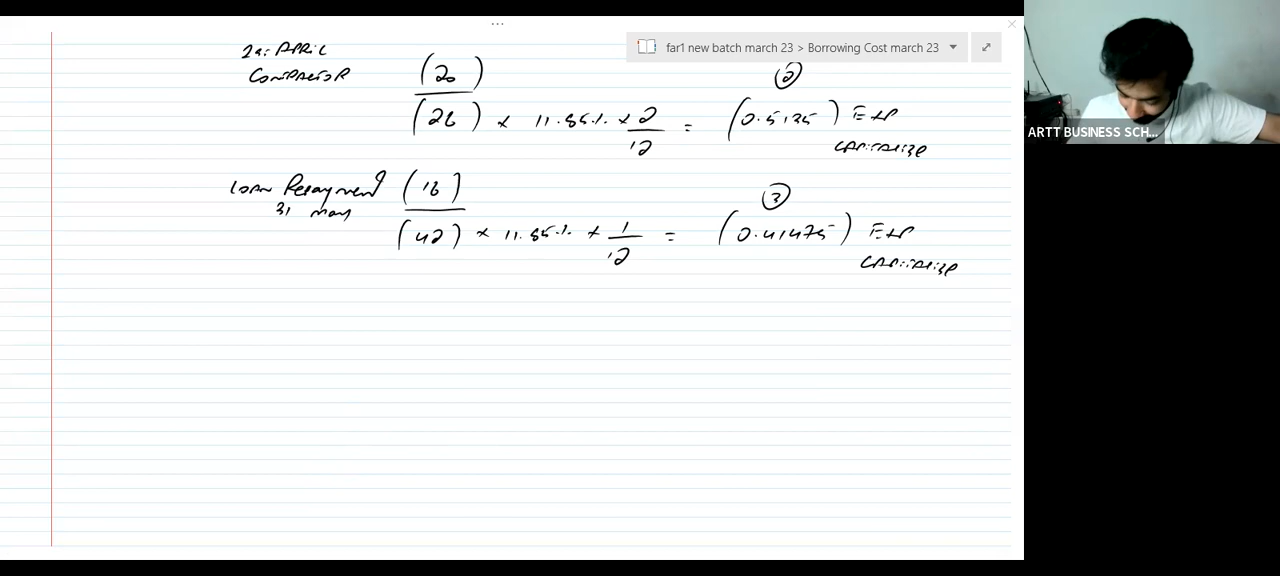 far1 new batch march 23 > Borrowing Cost march 23
APRIL
CONTRACTOR
(20)
(26) × 11.85% × 2/12 = (0.5135) EXP
②
CAPITALIZE
LOAN Repayment (16)
31 May
(42) × 11.85% × 1/12 = (0.41475) EXP
③
CAPITALIZE
ARTT BUSINESS SCH...